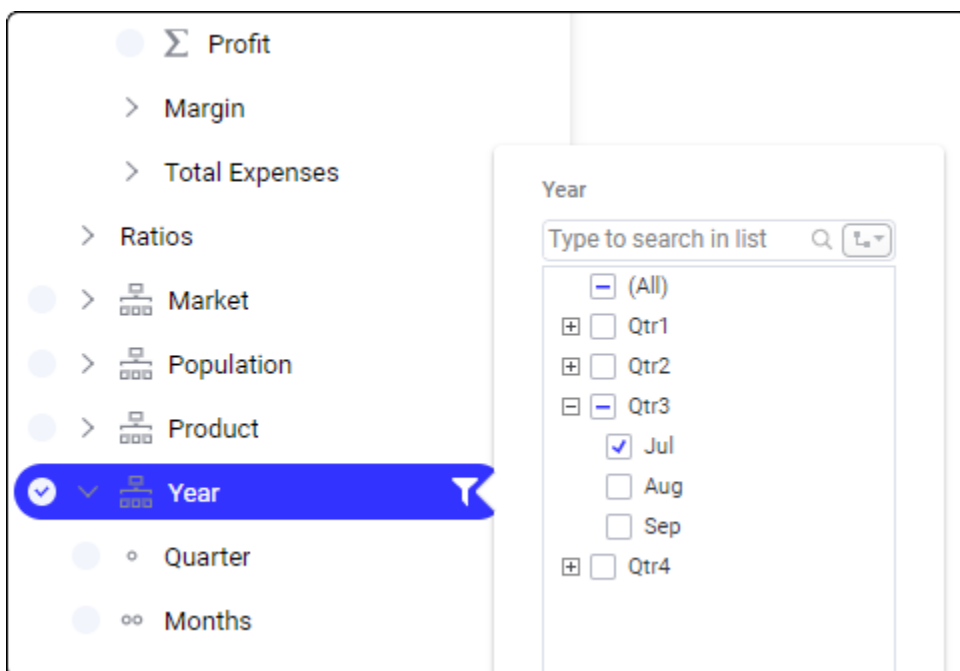 Profit
Margin
Total Expenses
Ratios
Market
Population
Product
Year
Quarter
Months
Year
Type to search in list
(All)
Qtr1
Qtr2
Qtr3
Jul
Aug
Sep
Qtr4